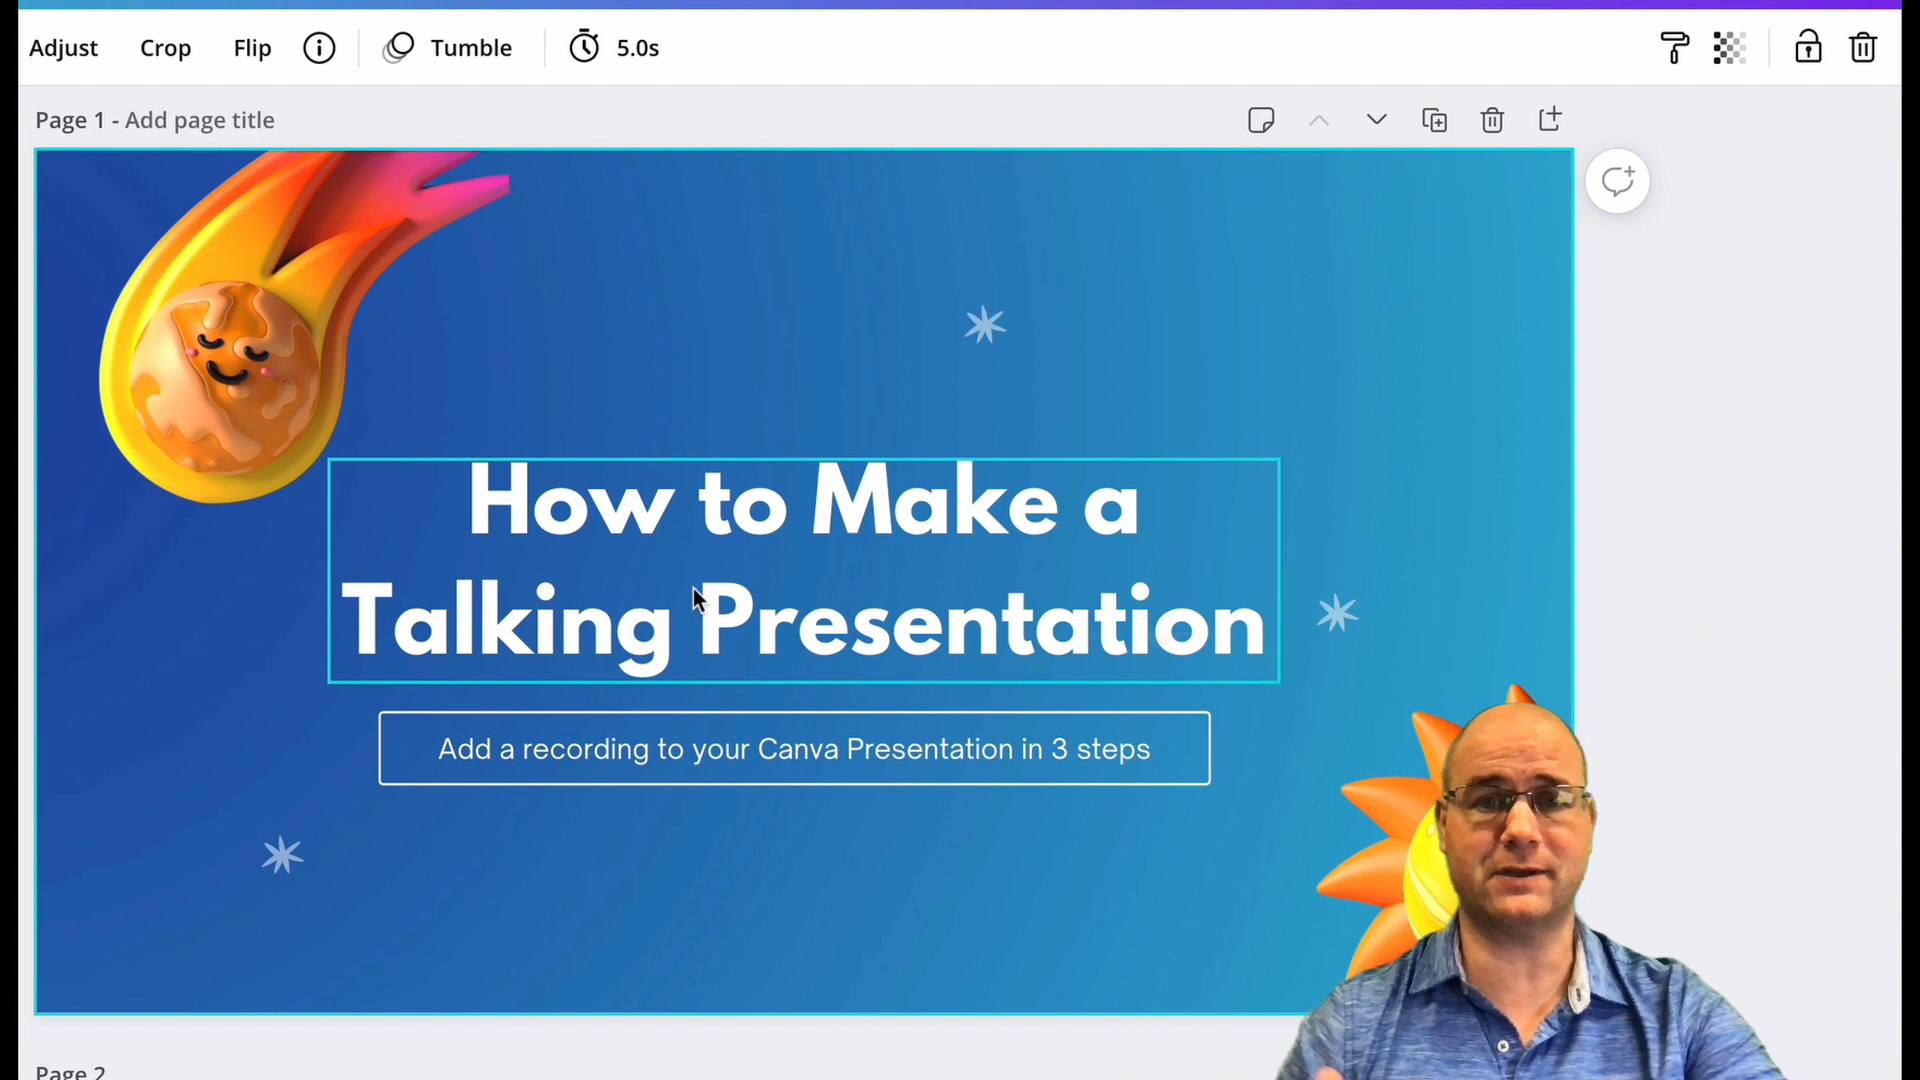 Adjust Crop Flip Tumble 5.0s
Page 1 - Add page title
How to Make a
Talking Presentation
Add a recording to your Canva Presentation in 3 steps
Page 2